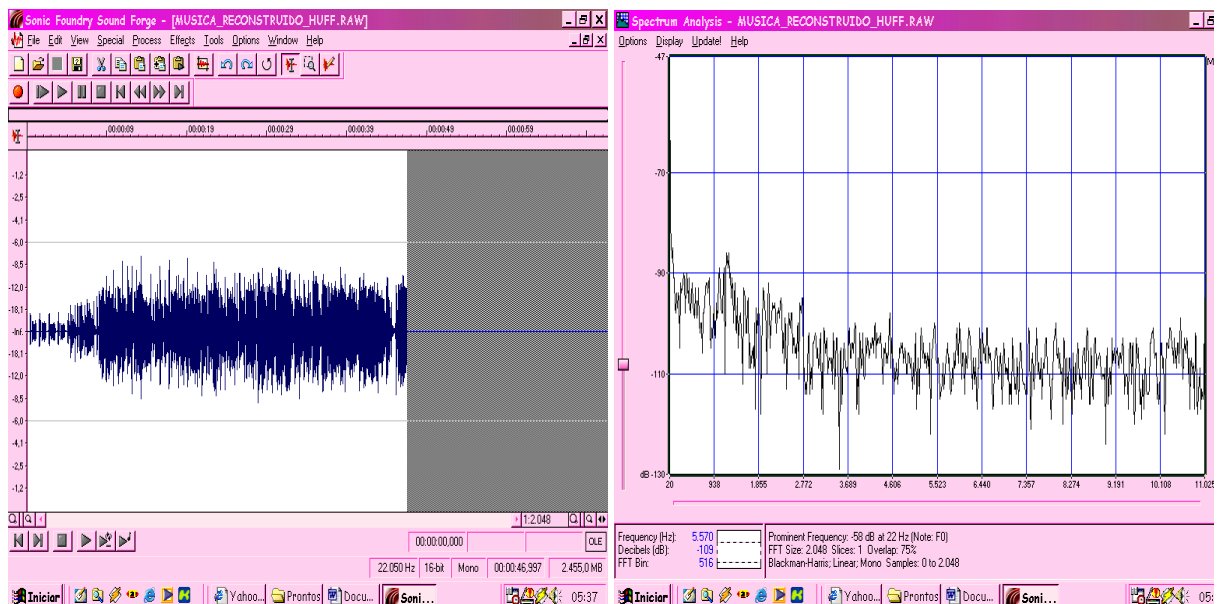 Sonic Foundry Sound Forge - [MUSICA_RECONSTRUIDO_HUFF.RAW]
File Edit View Special Process Effects Tools Options Window Help
00:00:09 00:00:19 00:00:29 00:00:39 00:00:49 00:00:59
-1,2
-2,5
-4,1
-6,0
-8,5
-12,0
-18,1
-Inf.
-18,1
-12,0
-8,5
-6,0
-4,1
-2,5
-1,2
1:2.048
00:00:00,000
OLE
22.050 Hz 16-bit Mono 00:00:46,997 2.455,0 MB
Iniciar Yahoo... Prontos Docu... Soni... 05:37
Spectrum Analysis - MUSICA_RECONSTRUIDO_HUFF.RAW
Options Display Update! Help
M
-47
-70
-90
-110
dB -130
20 938 1.855 2.772 3.689 4.606 5.523 6.440 7.357 8.274 9.191 10.108 11.025
Frequency (Hz): 5.570
Decibels (dB): -109
FFT Bin: 516
Prominent Frequency: -58 dB at 22 Hz (Note: F0)
FFT Size: 2.048 Slices: 1 Overlap: 75%
Blackman-Harris; Linear; Mono Samples: 0 to 2.048
Iniciar Yahoo... Prontos Docu... Soni... 05: